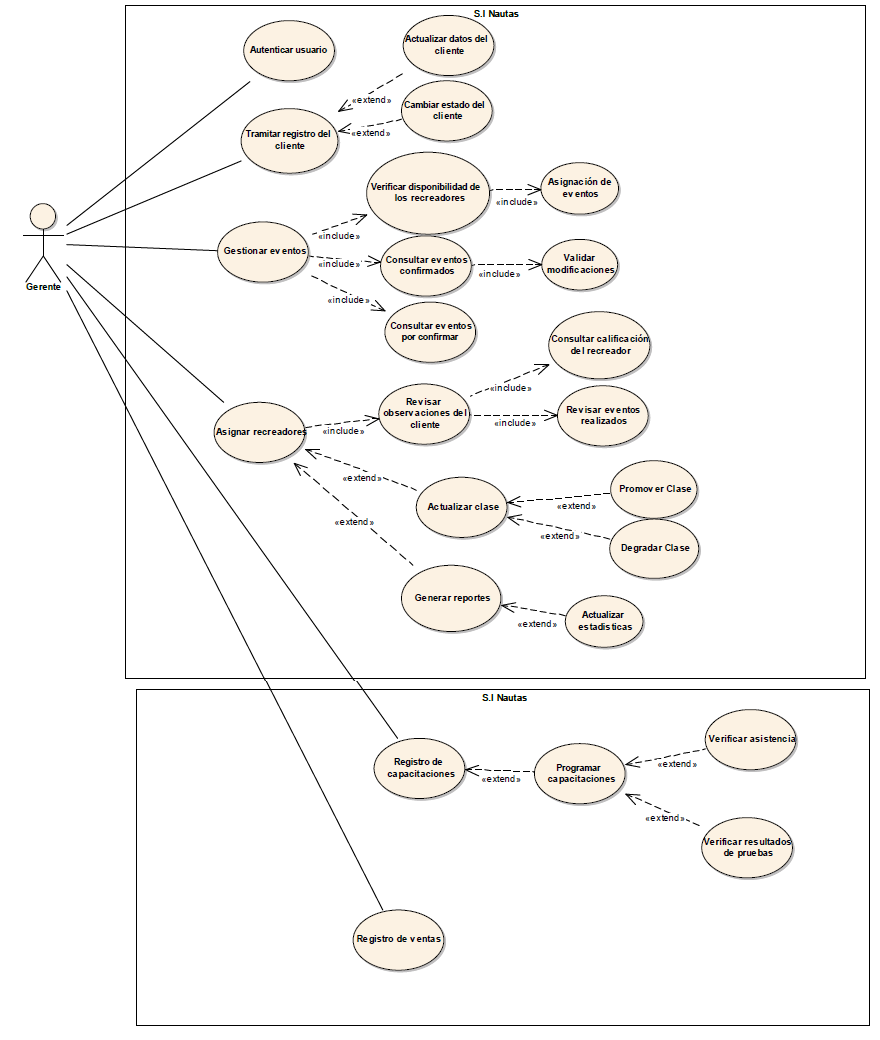 S.I Nautas
Autenticar usuario
Actualizar datos del
cliente
«extend»
Cambiar estado del
cliente
«extend»
Tramitar registro del
cliente
Verificar disponibilidad de
los recreadores
Asignación de
eventos
«include»
«include»
Gestionar eventos
Consultar eventos
confirmados
Validar
modificaciones
«include»
«include»
«include»
Consultar eventos
por confirmar
Gerente
Consultar calificación
del recreador
«include»
Revisar
observaciones del
cliente
Revisar eventos
realizados
«include»
Asignar recreadores
«include»
«extend»
Actualizar clase
Promover Clase
«extend»
«extend»
«extend»
Degradar Clase
Generar reportes
Actualizar
estadisticas
«extend»
S.I Nautas
Registro de
capacitaciones
«extend»
Programar
capacitaciones
Verificar asistencia
«extend»
«extend»
Verificar resultados
de pruebas
Registro de ventas